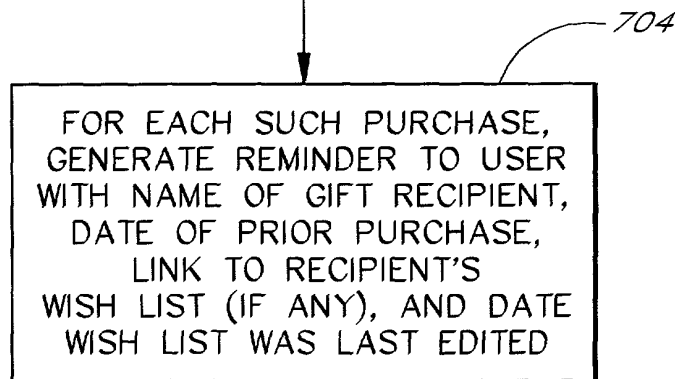 704
FOR EACH SUCH PURCHASE,
GENERATE REMINDER TO USER
WITH NAME OF GIFT RECIPIENT,
DATE OF PRIOR PURCHASE,
LINK TO RECIPIENT'S
WISH LIST (IF ANY), AND DATE
WISH LIST WAS LAST EDITED